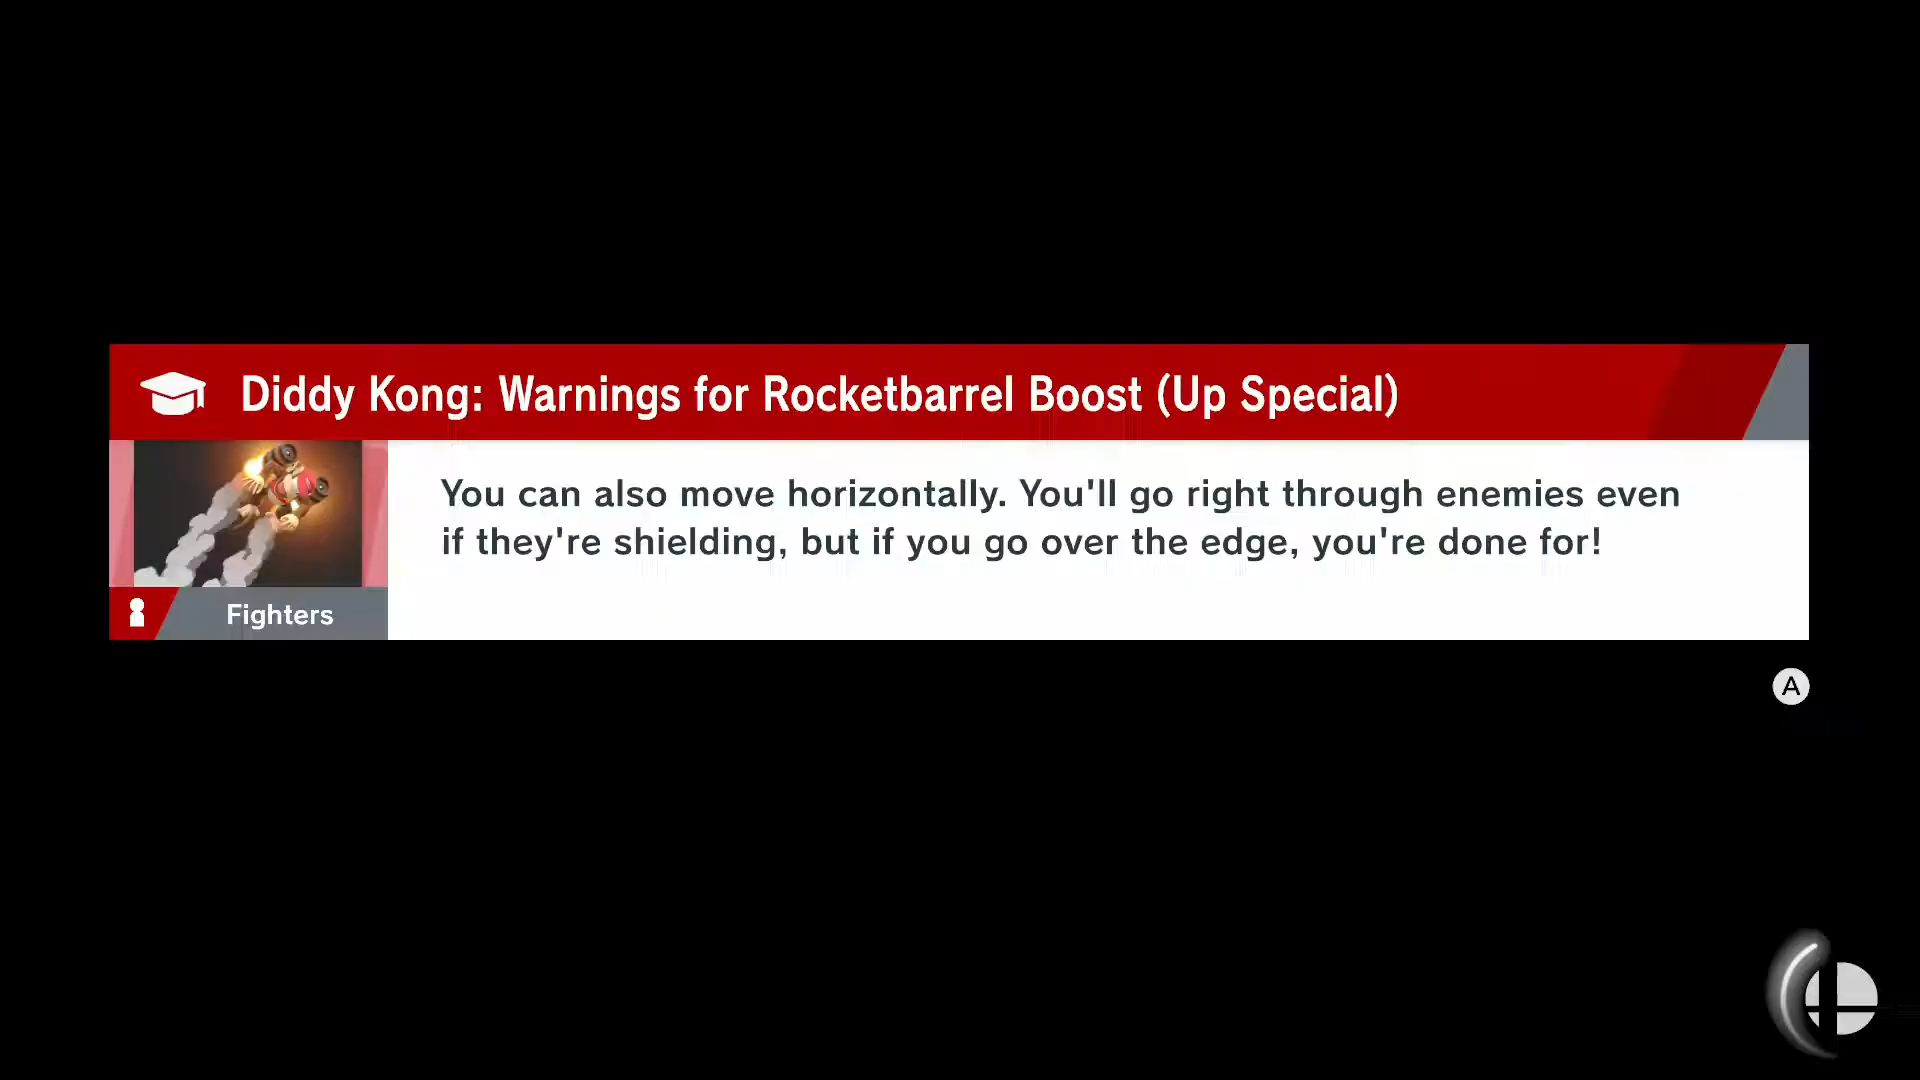 Diddy Kong: Warnings for Rocketbarrel Boost (Up Special)
You can also move horizontally. You'll go right through enemies even
if they're shielding, but if you go over the edge, you're done for!
Fighters
A